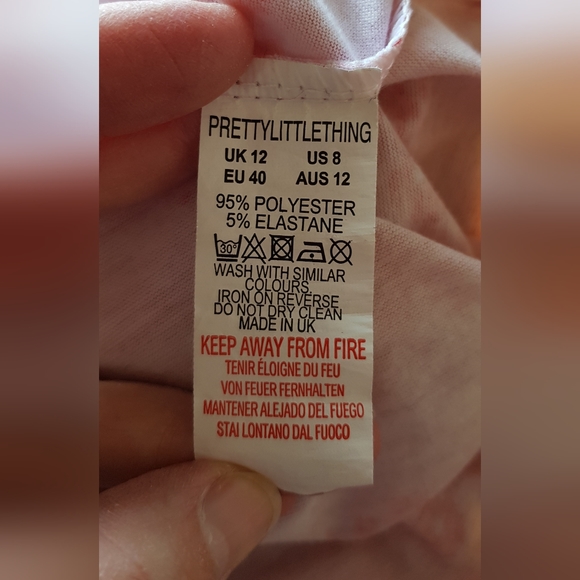 PRETTYLITTLETHING
UK 12 US 8
EU 40 AUS 12
95% POLYESTER
5% ELASTANE
30°
WASH WITH SIMILAR
COLOURS.
IRON ON REVERSE
DO NOT DRY CLEAN
MADE IN UK
KEEP AWAY FROM FIRE
TENIR ÉLOIGNE DU FEU
VON FEUER FERNHALTEN
MANTENER ALEJADO DEL FUEGO
STAI LONTANO DAL FUOCO